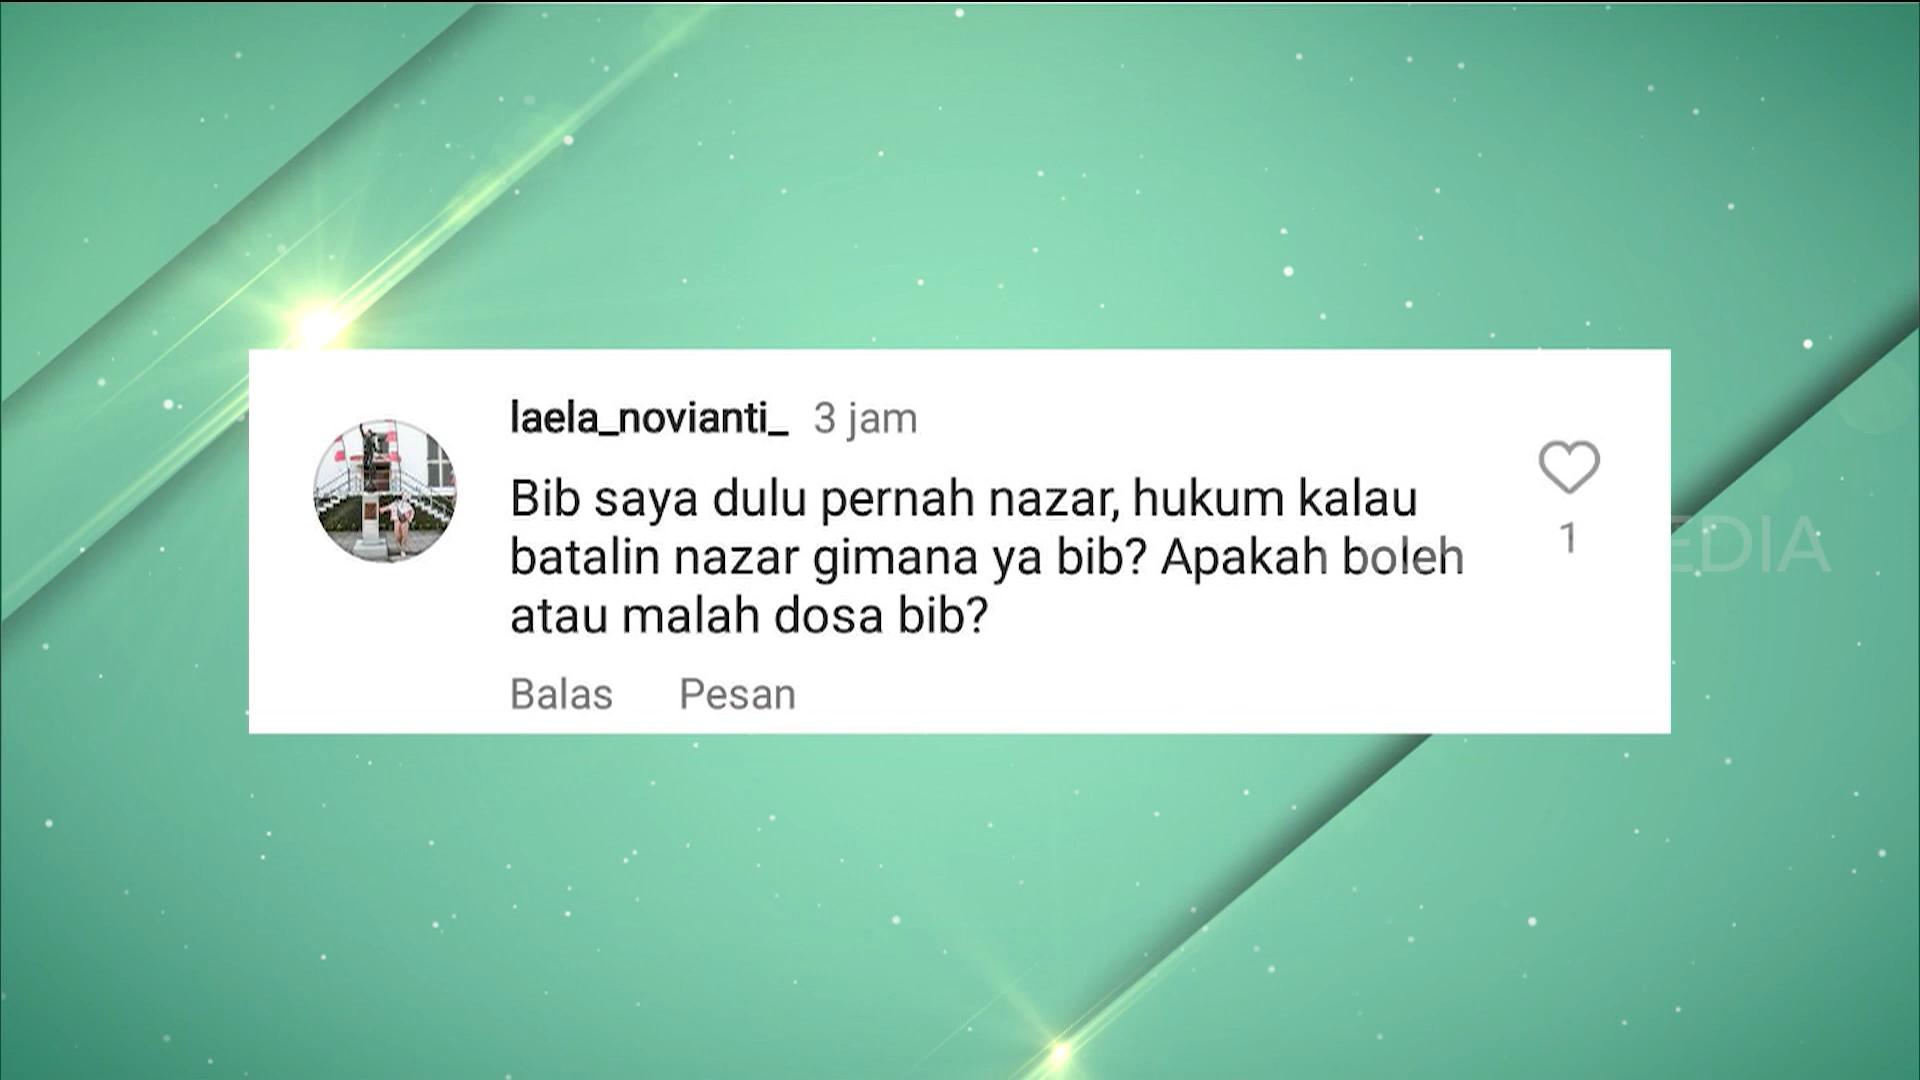 laela_novianti_ 3 jam
Bib saya dulu pernah nazar, hukum kalau
batalin nazar gimana ya bib? Apakah boleh
atau malah dosa bib?
1
Balas Pesan
EDIA